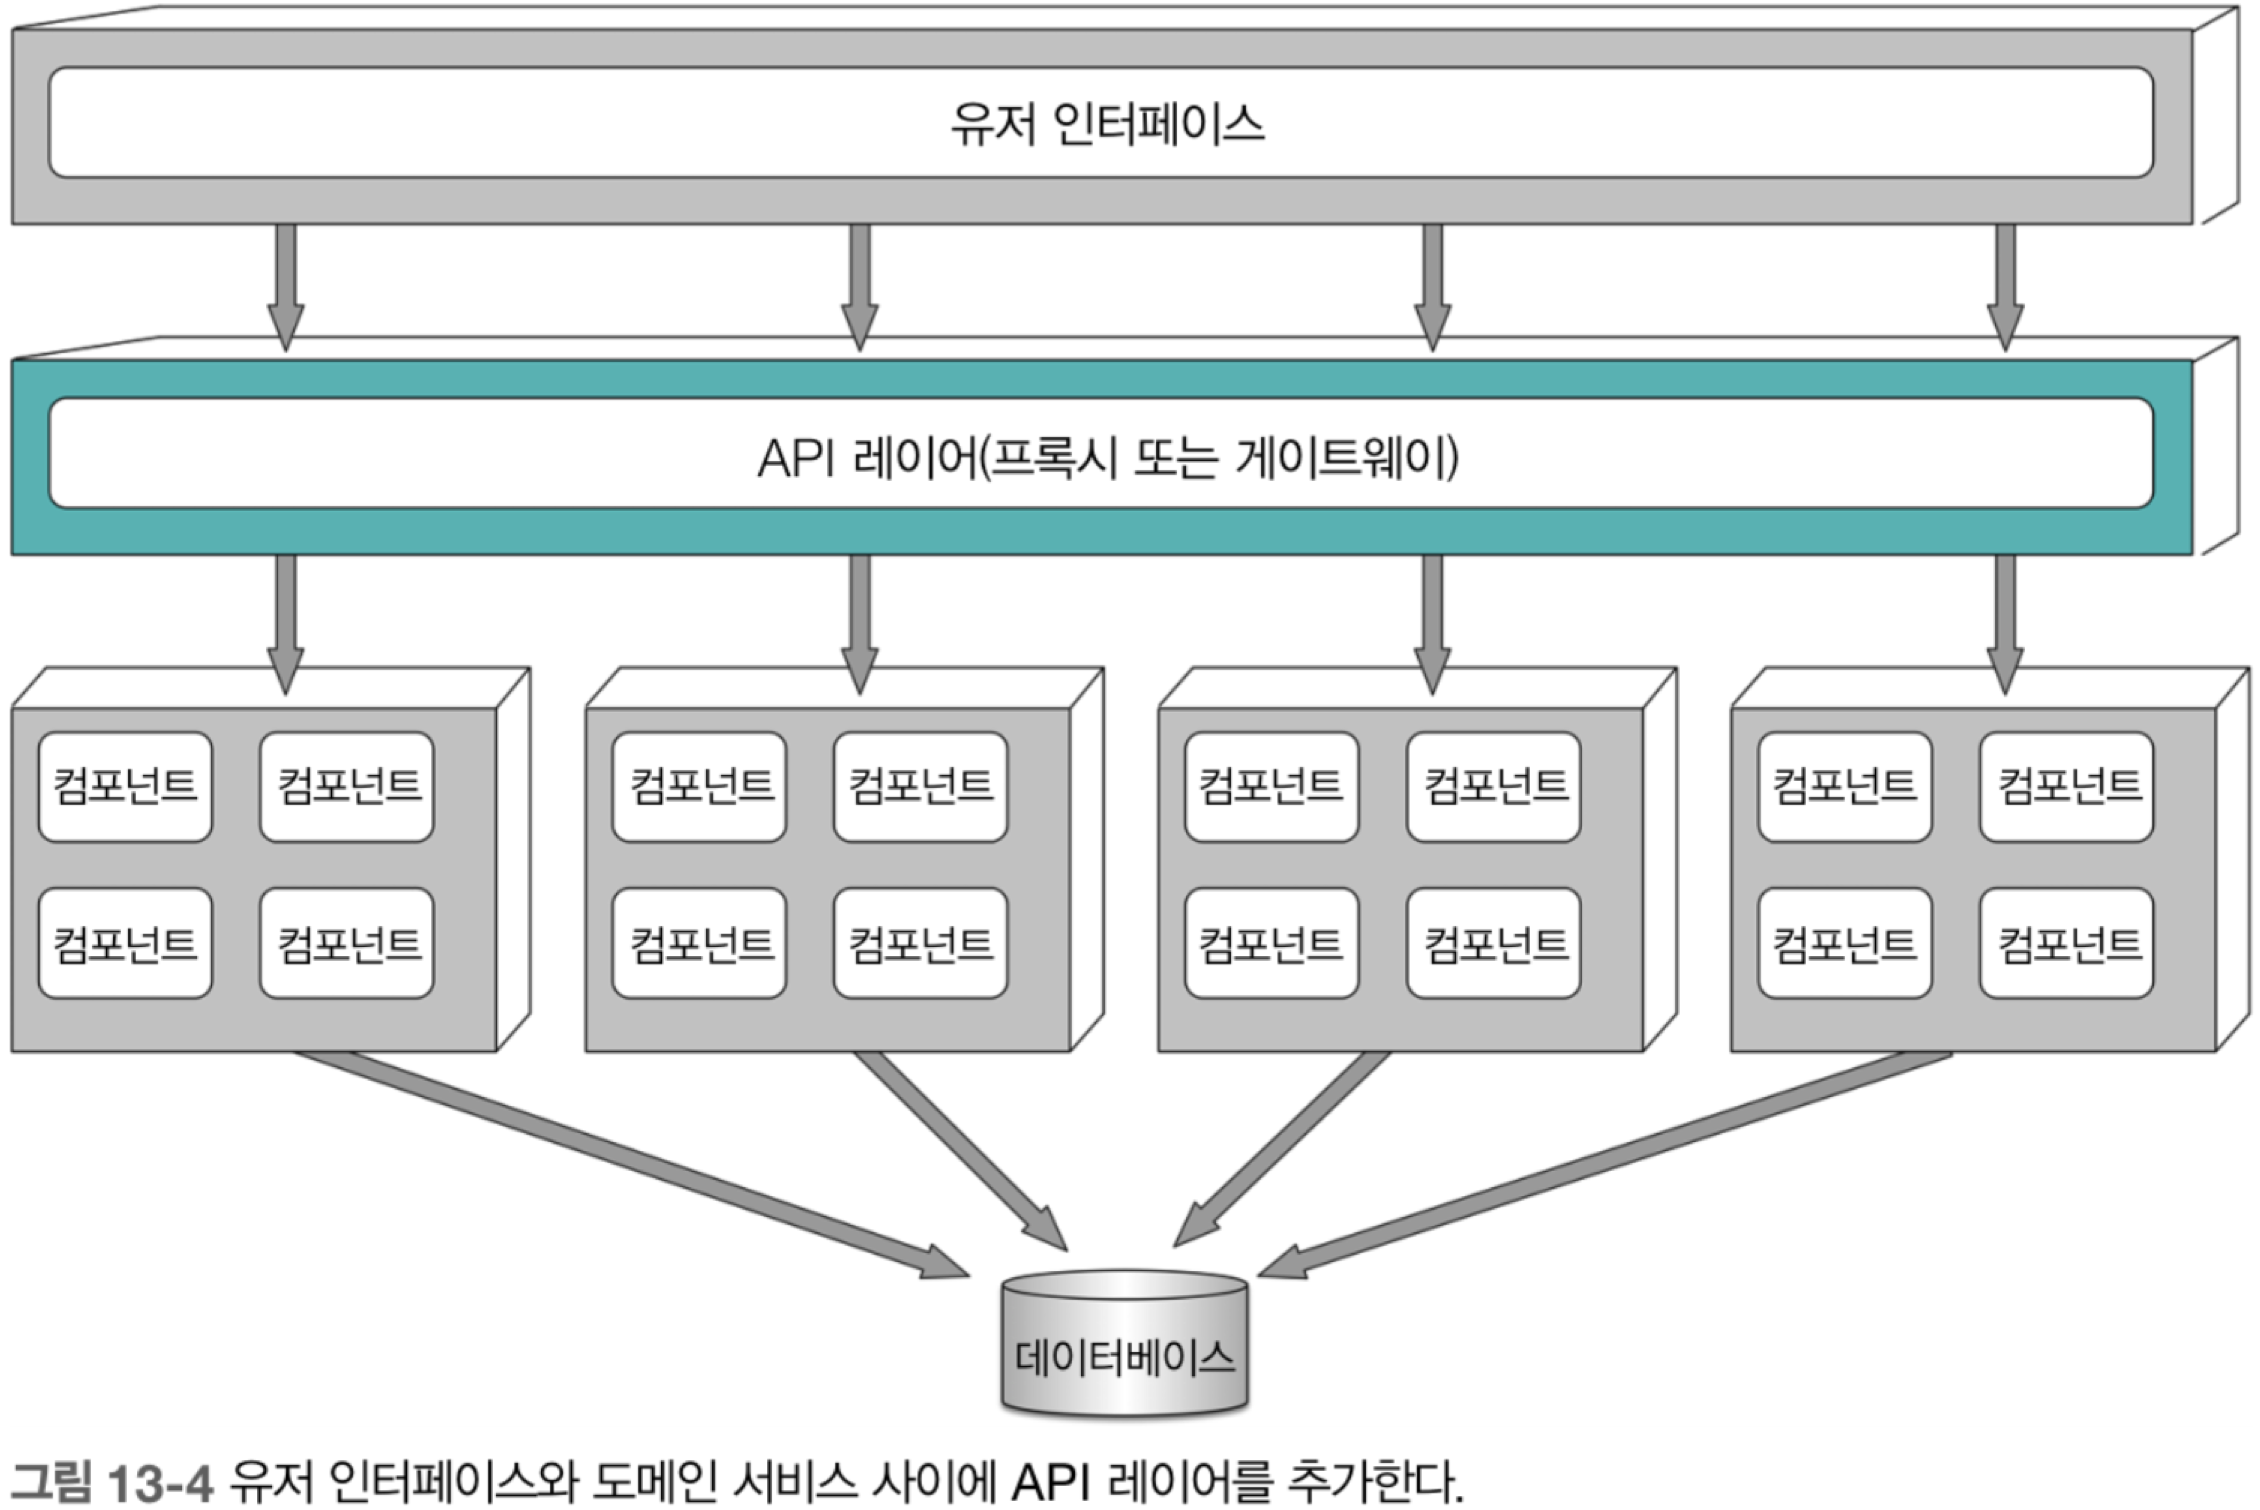 유저 인터페이스
API 레이어(프록시 또는 게이트웨이)
컴포넌트 컴포넌트 컴포넌트 컴포넌트 컴포넌트 컴포넌트 컴포넌트 컴포넌트
컴포넌트 컴포넌트 컴포넌트 컴포넌트 컴포넌트 컴포넌트 컴포넌트 컴포넌트
데이터베이스
그림 13-4 유저 인터페이스와 도메인 서비스 사이에 API 레이어를 추가한다.